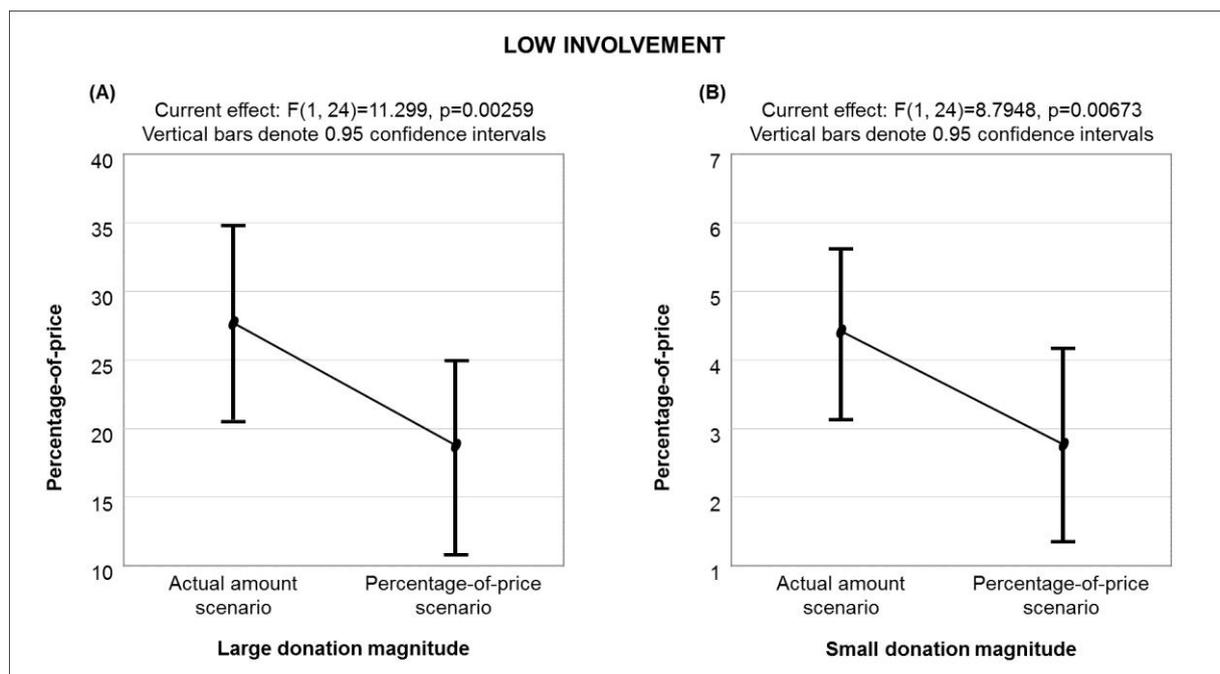 LOW INVOLVEMENT
(A)
Current effect: F(1, 24)=11.299, p=0.00259
Vertical bars denote 0.95 confidence intervals
40
35
30
25
20
15
10
Percentage-of-price
Actual amount
scenario
Percentage-of-price
scenario
Large donation magnitude
(B)
Current effect: F(1, 24)=8.7948, p=0.00673
Vertical bars denote 0.95 confidence intervals
7
6
5
4
3
2
1
Percentage-of-price
Actual amount
scenario
Percentage-of-price
scenario
Small donation magnitude